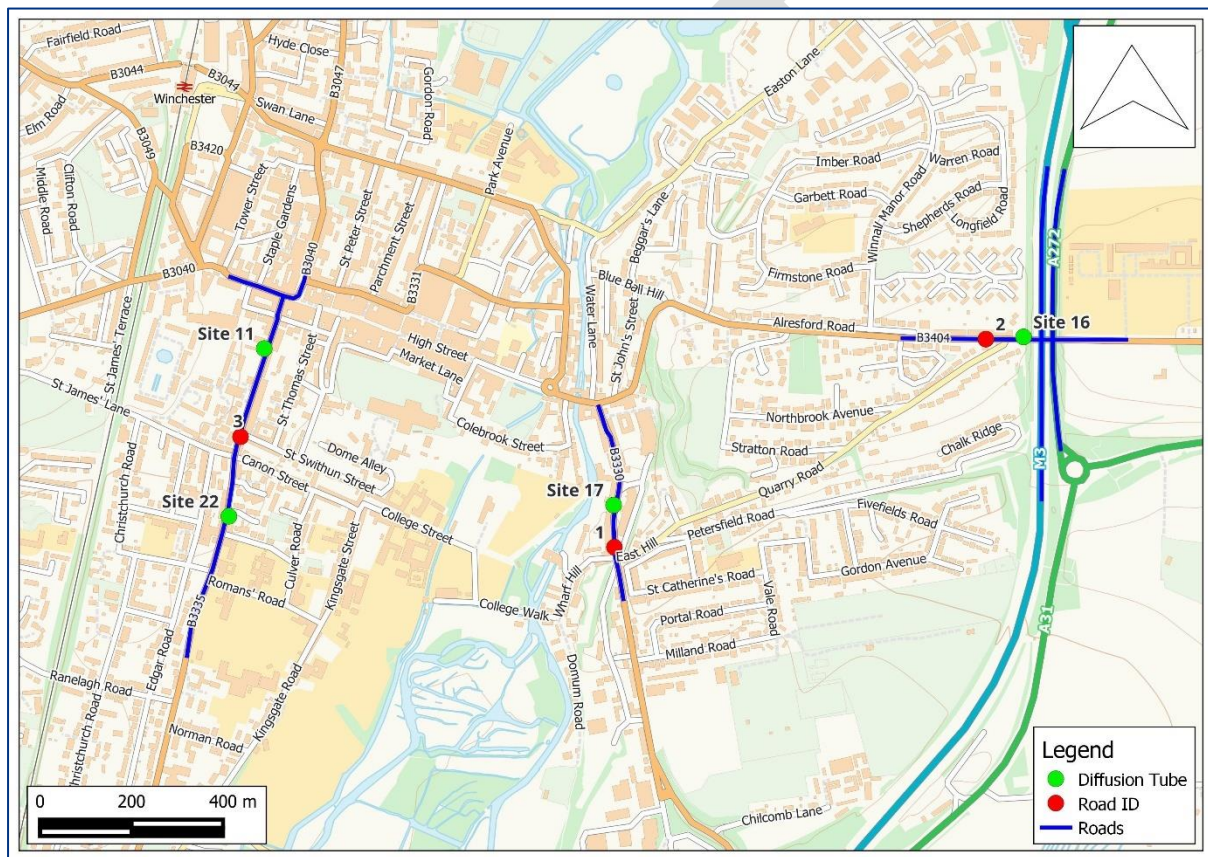 Fairfield Road
Hyde Close
B3047
Gordon Road
B3044
B3044
Winchester
Swan Lane
Elm Road
B3049
B3420
Clifton Road
Middle Road
Tower Street
Staple Gardens
St Peter Street
Parchment Street
Park Avenue
Easton Lane
Beggar's Lane
Imber Road
Warren Road
Garbett Road
Winnall Manor Road
Shepherds Road
Longfield Road
Firmstone Road
A272
B3040
B3040
B3331
Blue Ball Hill
Water Lane
St John's Street
Alresford Road
2
Site 16
B3404
St James' Terrace
Site 11
High Street
Market Lane
St Thomas Street
St James' Lane
Colebrook Street
Northbrook Avenue
Stratton Road
Chalk Ridge
Quarry Road
M3
3
Dome Alley
St Swithun Street
Canon Street
B3330
Christchurch Road
Site 22
College Street
Site 17
Petersfield Road
Fivefields Road
1
East Hill
Gordon Avenue
Culver Road
Kingsgate Street
Romans' Road
Wharf Hill
St Catherine's Road
College Walk
Vale Road
Portal Road
A31
B3335
Edgar Road
Milland Road
Domum Road
Ranelagh Road
Kingsgate Road
Norman Road
Christchurch Road
Chilcomb Lane
0 200 400 m
Legend
Diffusion Tube
Road ID
Roads